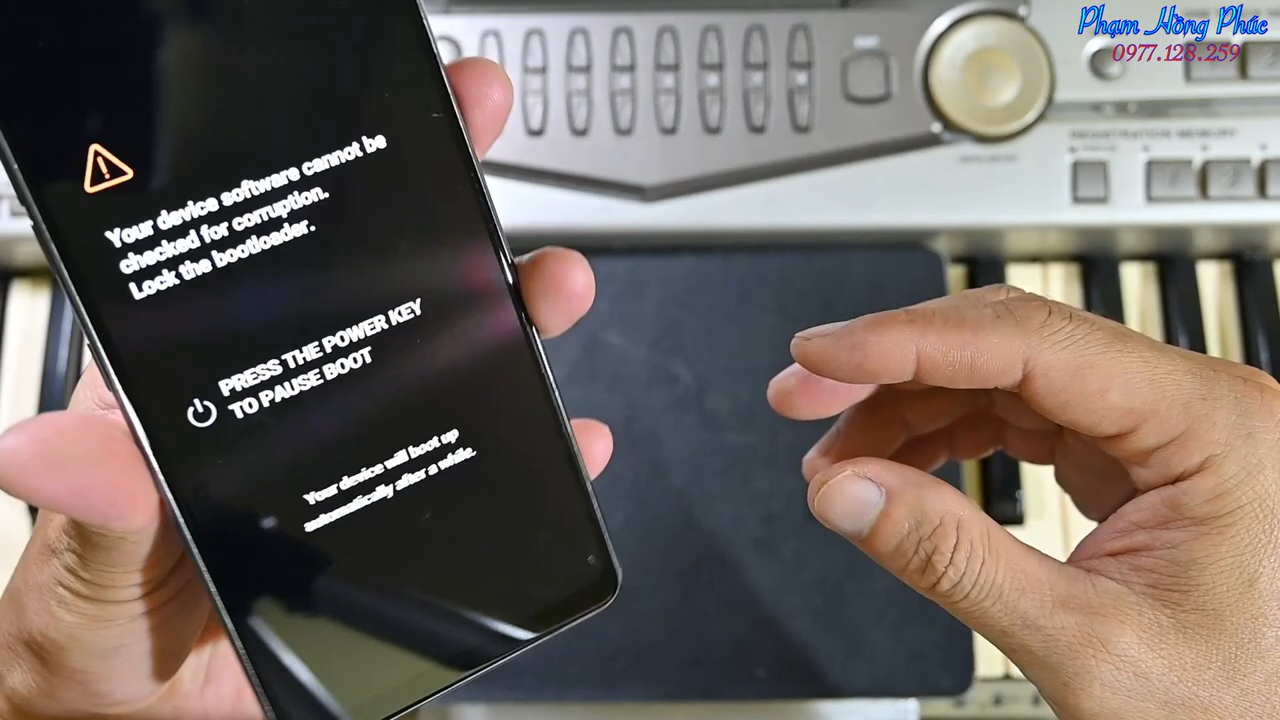 Phạm Hồng Phúc
0977.128.259
REGISTRATION MEMORY
Your device software cannot be
checked for corruption.
Lock the bootloader.
PRESS THE POWER KEY
TO PAUSE BOOT
Your device will boot up
automatically after a while.